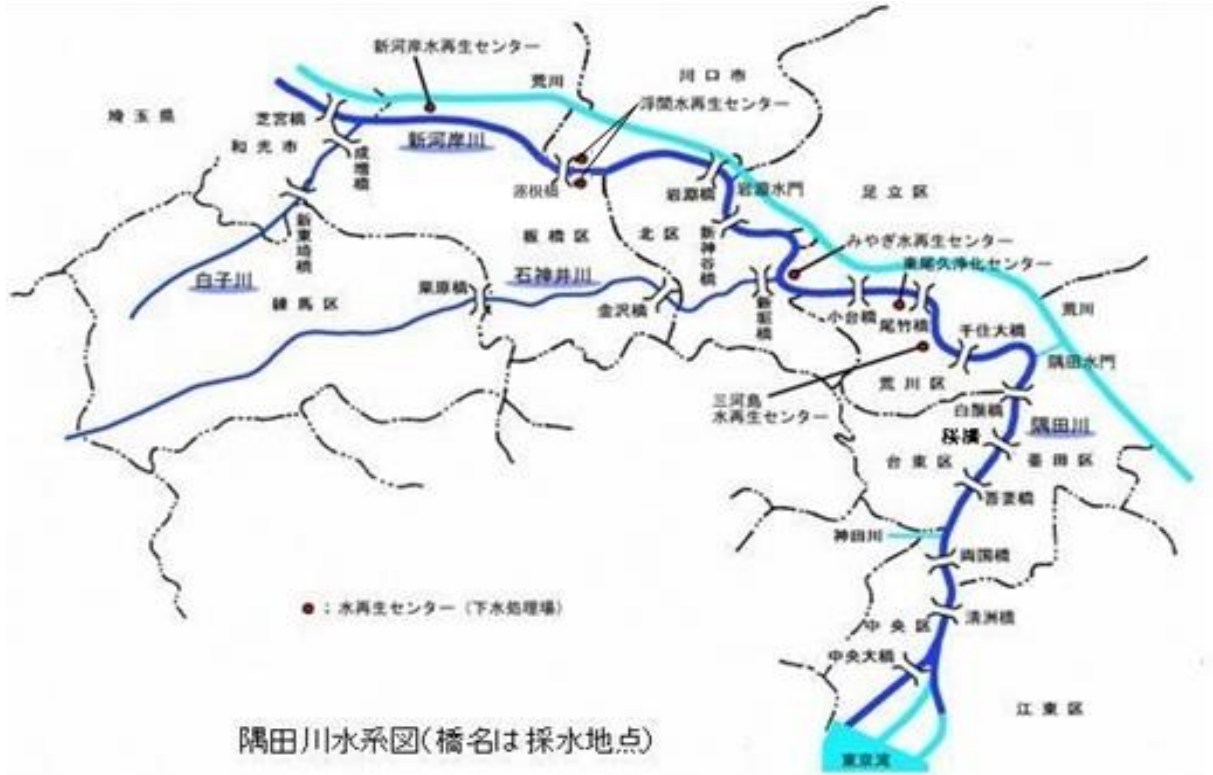 新河岸水再生センター
荒川
川口市
浮間水再生センター
埼玉県
芝宮橋
和光市
成増橋
新河岸川
岩淵橋
岩淵水門
足立区
新東埼橋
板橋区
北区
新神谷橋
みやぎ水再生センター
東尾久浄化センター
白子川
練馬区
栗原橋
石神井川
金沢橋
新堀橋
小台橋
尾竹橋
千住大橋
荒川
隅田水門
荒川区
三河島
水再生センター
白鬚橋
桜橋
隅田川
台東区
墨田区
吾妻橋
神田川
両国橋
●：水再生センター（下水処理場）
清洲橋
中央区
中央大橋
江東区
隅田川水系図(橋名は採水地点)
東京湾